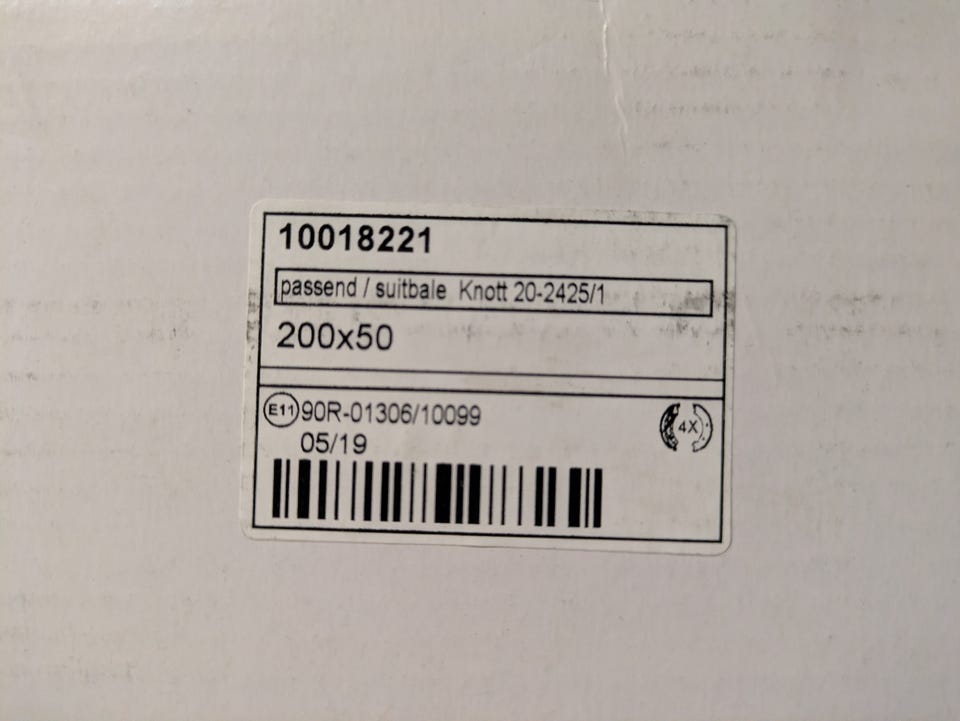 10018221
passend / suitbale Knott 20-2425/1
200x50
E11 90R-01306/10099
4X
05/19